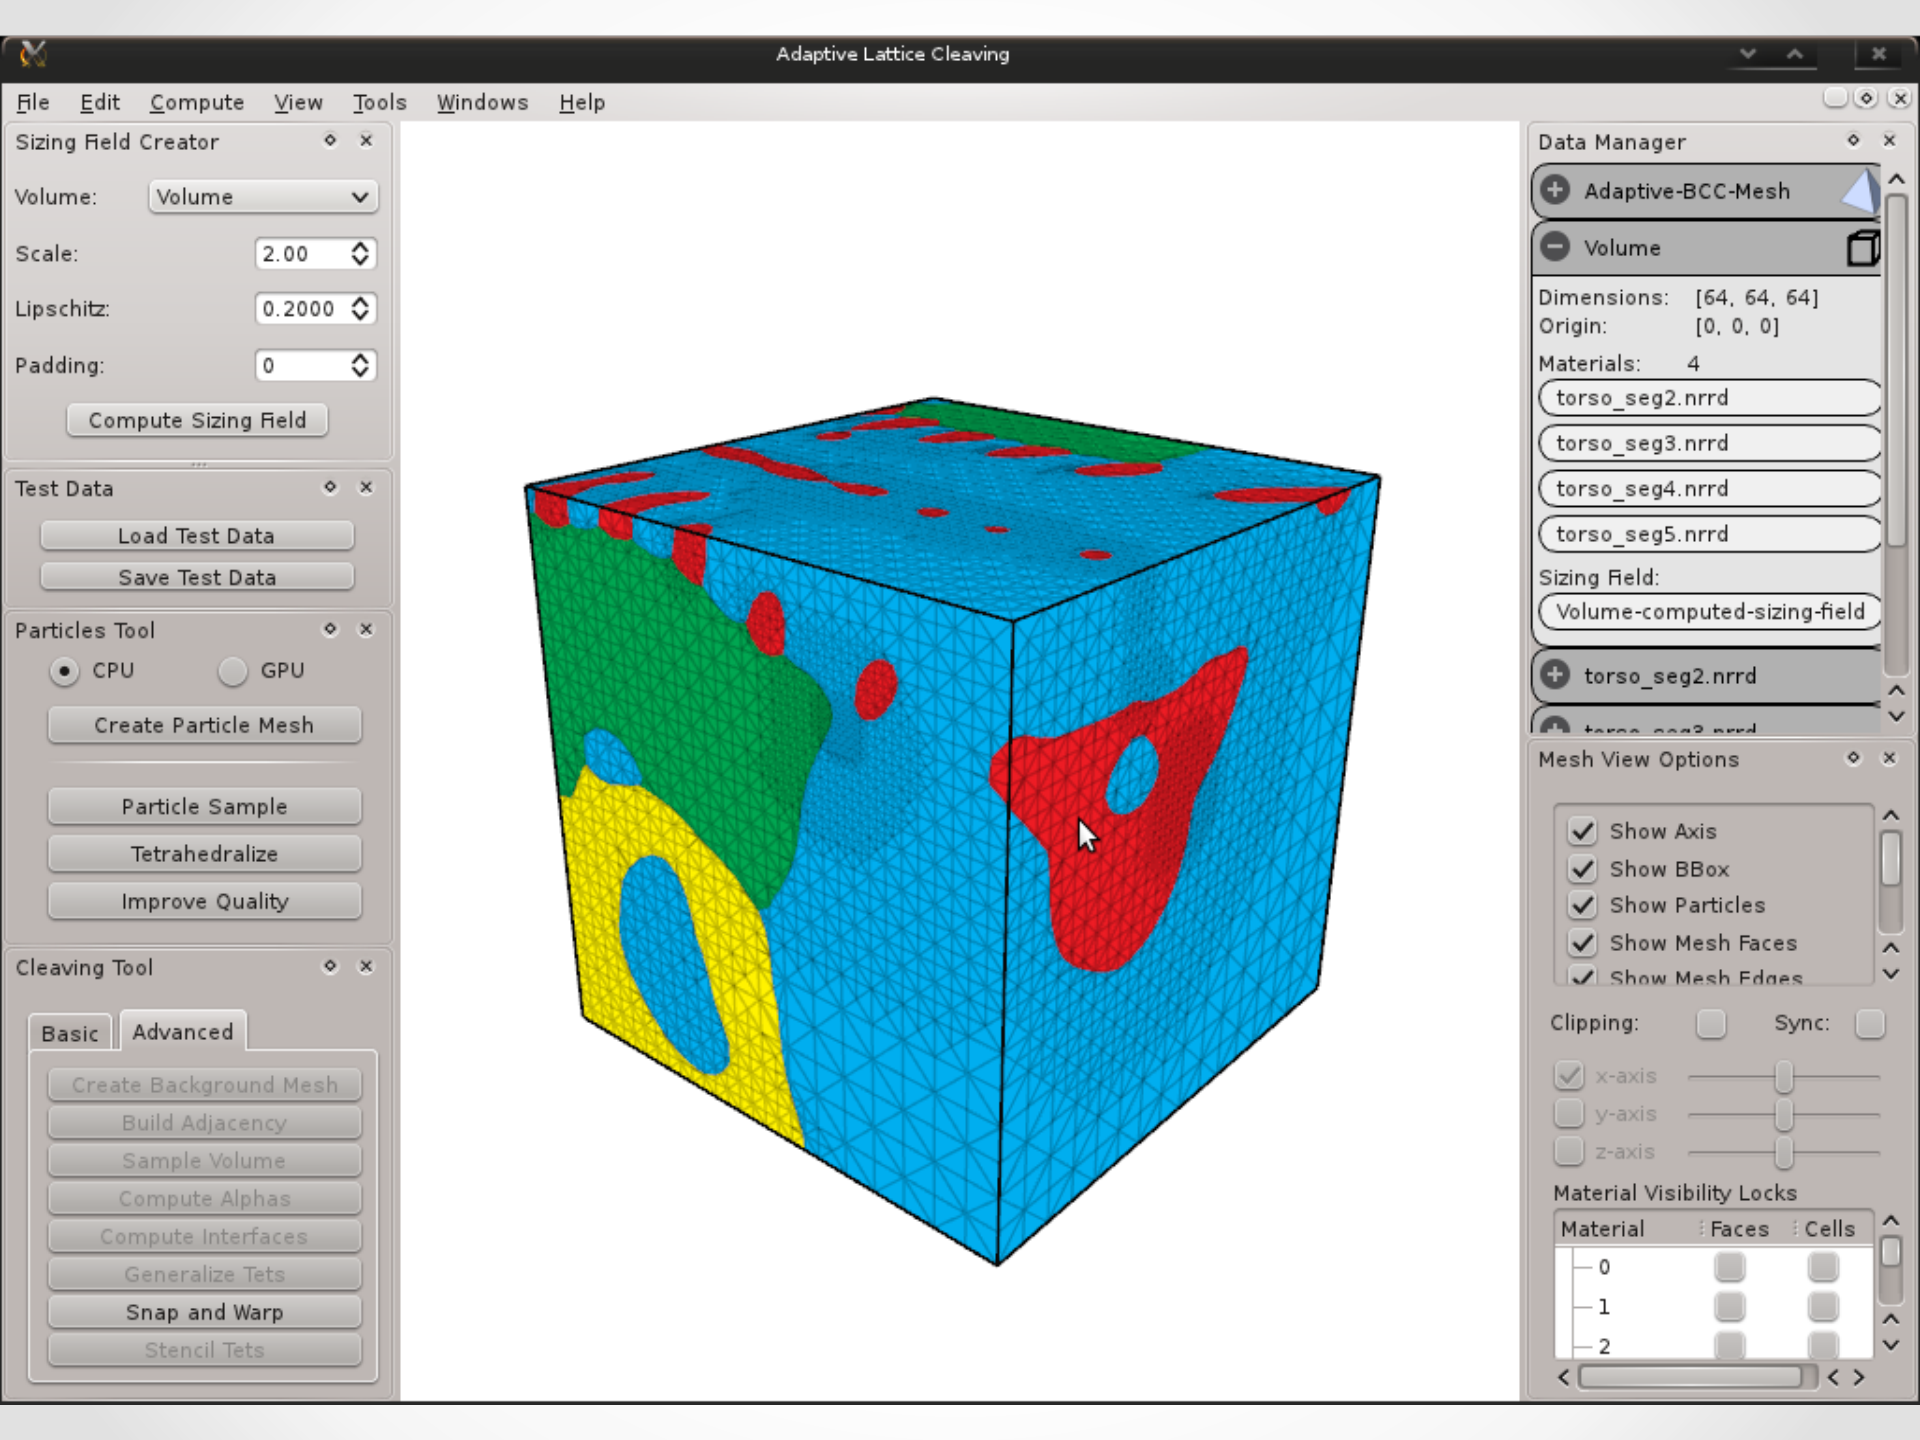 Adaptive Lattice Cleaving
File Edit Compute View Tools Windows Help
Sizing Field Creator
Volume: Volume
Scale: 2.00
Lipschitz: 0.2000
Padding: 0
Compute Sizing Field
Test Data
Load Test Data
Save Test Data
Particles Tool
CPU GPU
Create Particle Mesh
Particle Sample
Tetrahedralize
Improve Quality
Cleaving Tool
Basic Advanced
Create Background Mesh
Build Adjacency
Sample Volume
Compute Alphas
Compute Interfaces
Generalize Tets
Snap and Warp
Stencil Tets
Data Manager
Adaptive-BCC-Mesh
Volume
Dimensions: [64, 64, 64]
Origin: [0, 0, 0]
Materials: 4
torso_seg2.nrrd
torso_seg3.nrrd
torso_seg4.nrrd
torso_seg5.nrrd
Sizing Field:
Volume-computed-sizing-field
torso_seg2.nrrd
torso_seg3.nrrd
Mesh View Options
Show Axis
Show BBox
Show Particles
Show Mesh Faces
Show Mesh Edges
Clipping: Sync:
x-axis
y-axis
z-axis
Material Visibility Locks
Material Faces Cells
0
1
2